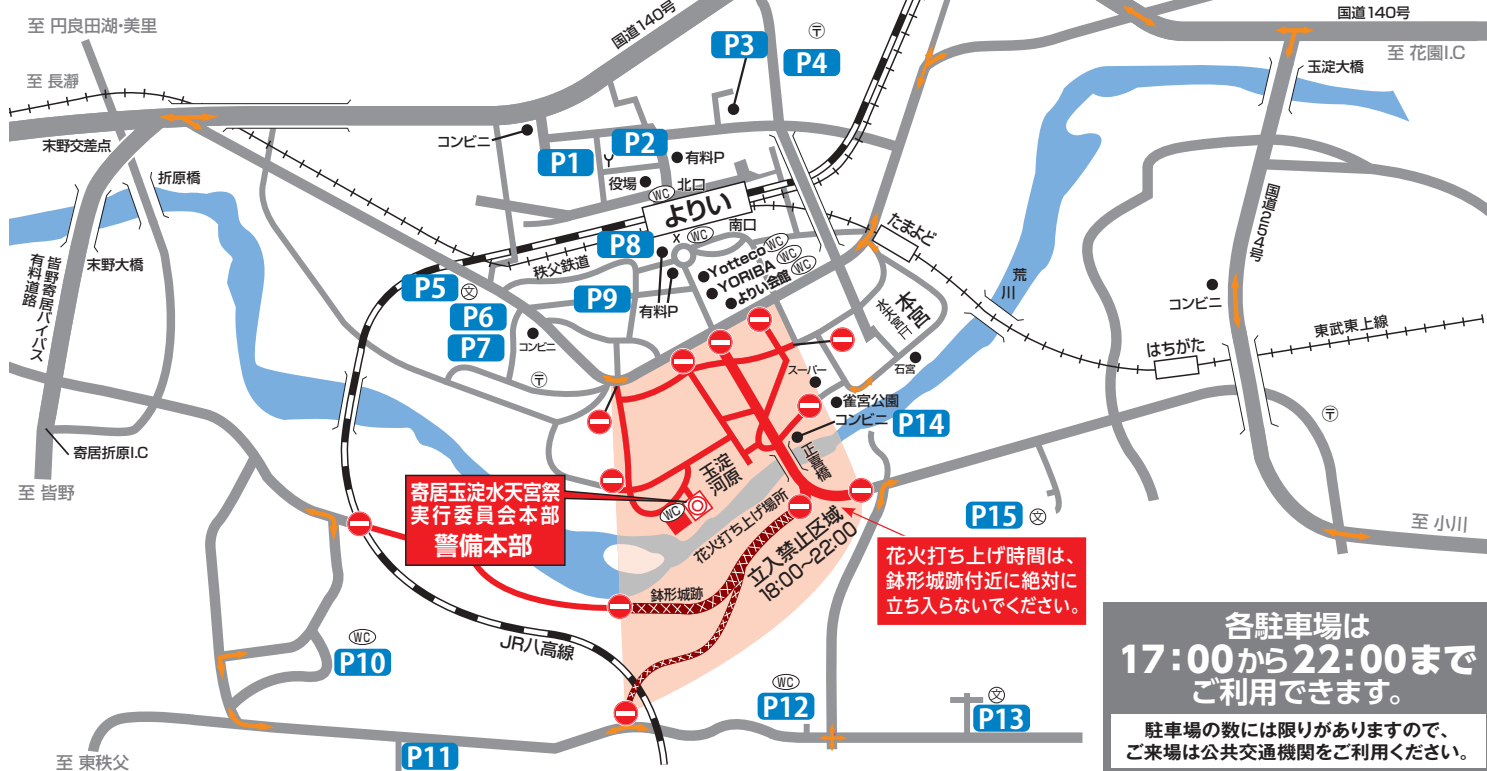 至 円良田湖・美里
国道140号
国道140号
P3
〒
P4
至 花園I.C
玉淀大橋
至 長瀞
末野交差点
コンビニ
P1
P2
有料P
役場
WC
北口
よりい
南口
折原橋
末野大橋
皆野寄居バイパス
有料道路
秩父鉄道
P8
WC
P5
文
P6
P7
P9
有料P
コンビニ
〒
Yotteco WC
YORIBA WC
よりい会館 WC
たまよど
荒川
国道254号
コンビニ
東武東上線
はちがた
本宮
水天宮
石宮
スーパー
雀宮公園
コンビニ
P14
正喜橋
〒
寄居折原I.C
至 皆野
玉淀
河原
WC
寄居玉淀水天宮祭
実行委員会本部
警備本部
花火打ち上げ場所
立入禁止区域
18:00~22:00
鉢形城跡
P15
文
至 小川
花火打ち上げ時間は、
鉢形城跡付近に絶対に
立ち入らないでください。
JR八高線
WC
P10
P11
WC
P12
文
P13
至 東秩父
各駐車場は
17:00から22:00まで
ご利用できます。
駐車場の数には限りがありますので、
ご来場は公共交通機関をご利用ください。